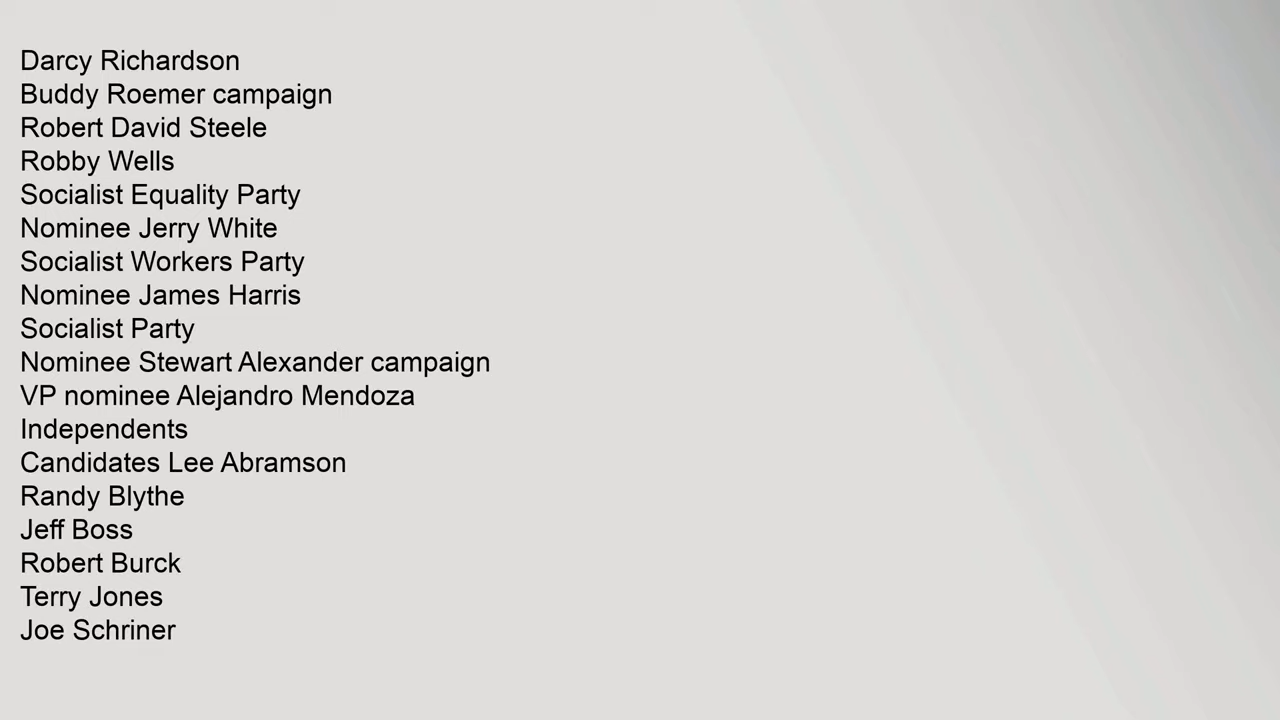 Darcy Richardson
Buddy Roemer campaign
Robert David Steele
Robby Wells
Socialist Equality Party
Nominee Jerry White
Socialist Workers Party
Nominee James Harris
Socialist Party
Nominee Stewart Alexander campaign
VP nominee Alejandro Mendoza
Independents
Candidates Lee Abramson
Randy Blythe
Jeff Boss
Robert Burck
Terry Jones
Joe Schriner